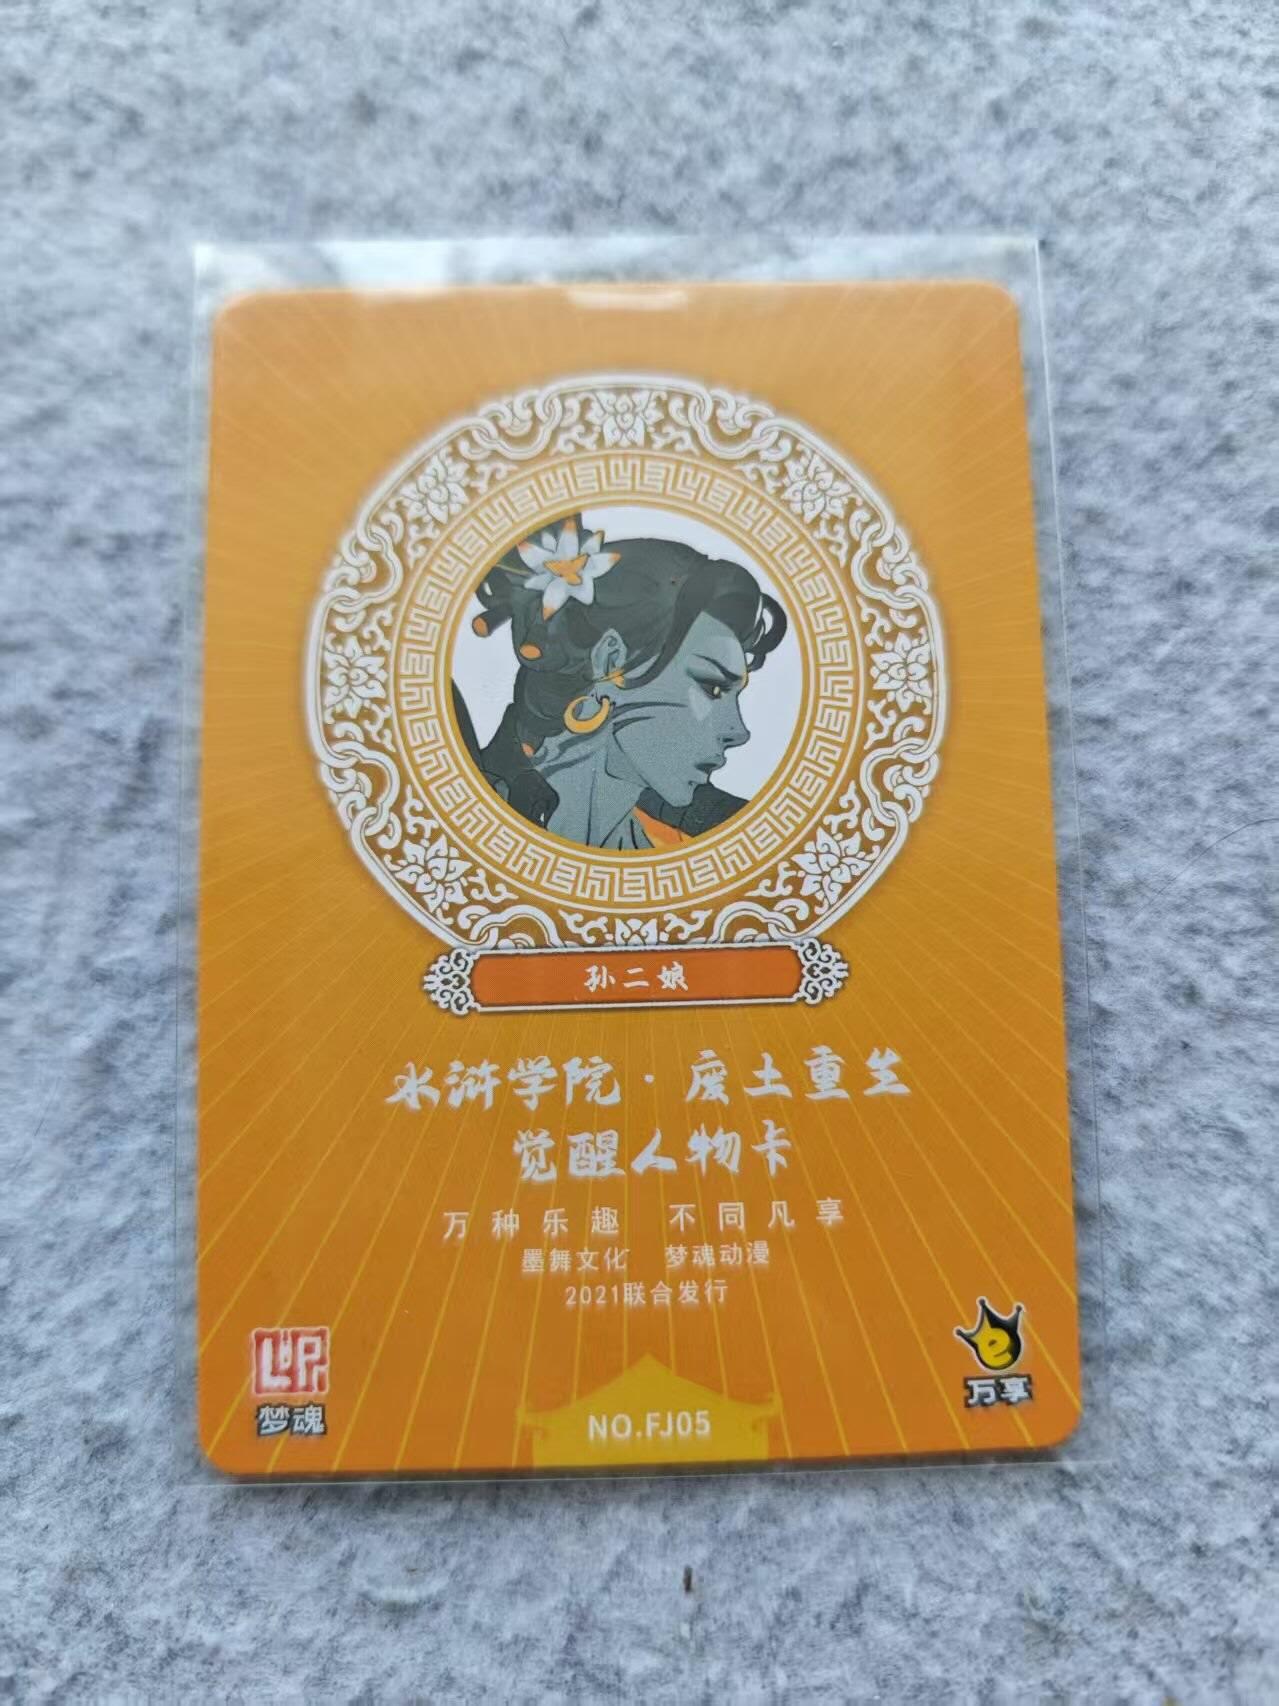 孙二娘
水浒学院·废土重生
觉醒人物卡
万种乐趣 不同凡享
墨舞文化 梦魂动漫
2021联合发行
梦魂
e
万享
NO.FJ05